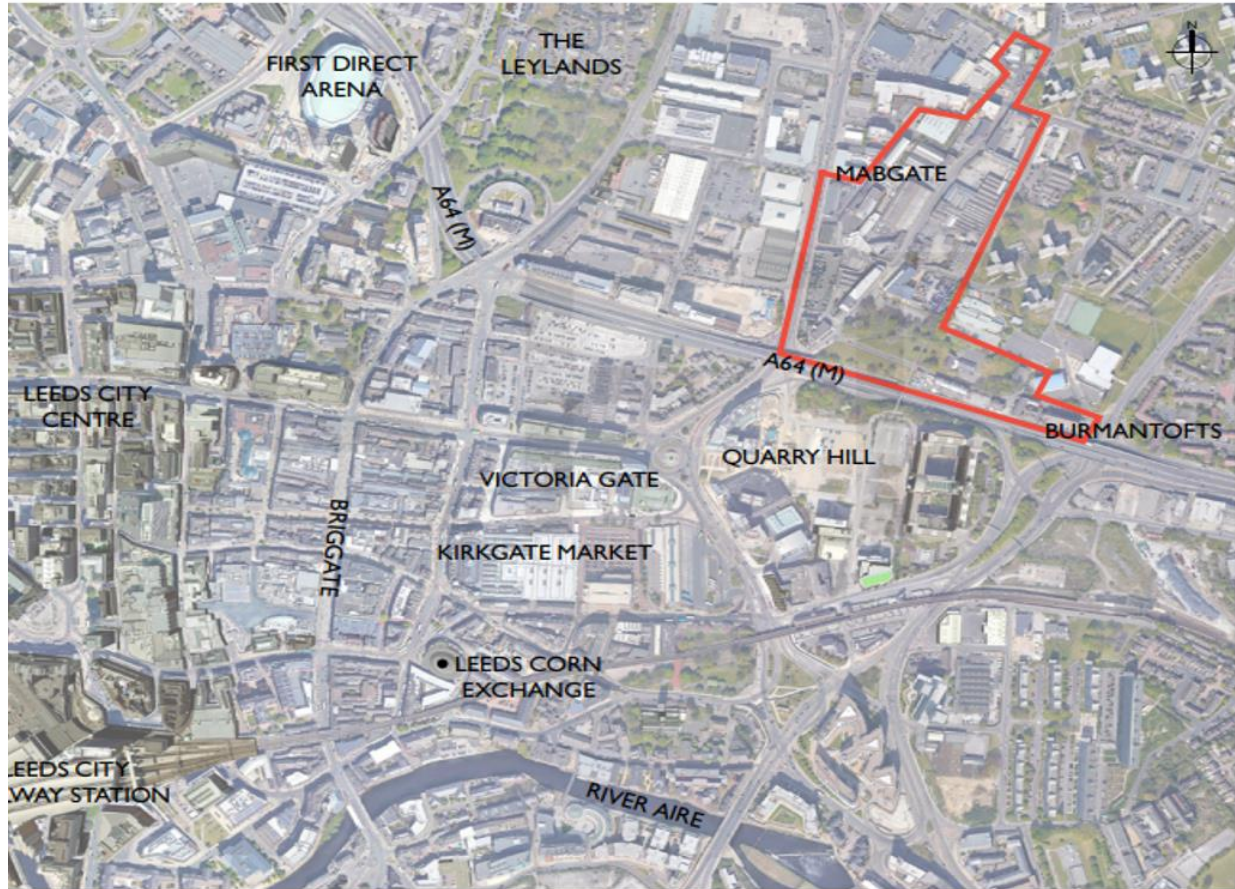 THE
LEYLANDS
FIRST DIRECT
ARENA
N
MABGATE
A64 (M)
A64 (M)
LEEDS CITY
CENTRE
BURMANTOFTS
QUARRY HILL
VICTORIA GATE
BRIGGATE
KIRKGATE MARKET
LEEDS CORN
EXCHANGE
LEEDS CITY
WAY STATION
RIVER AIRE